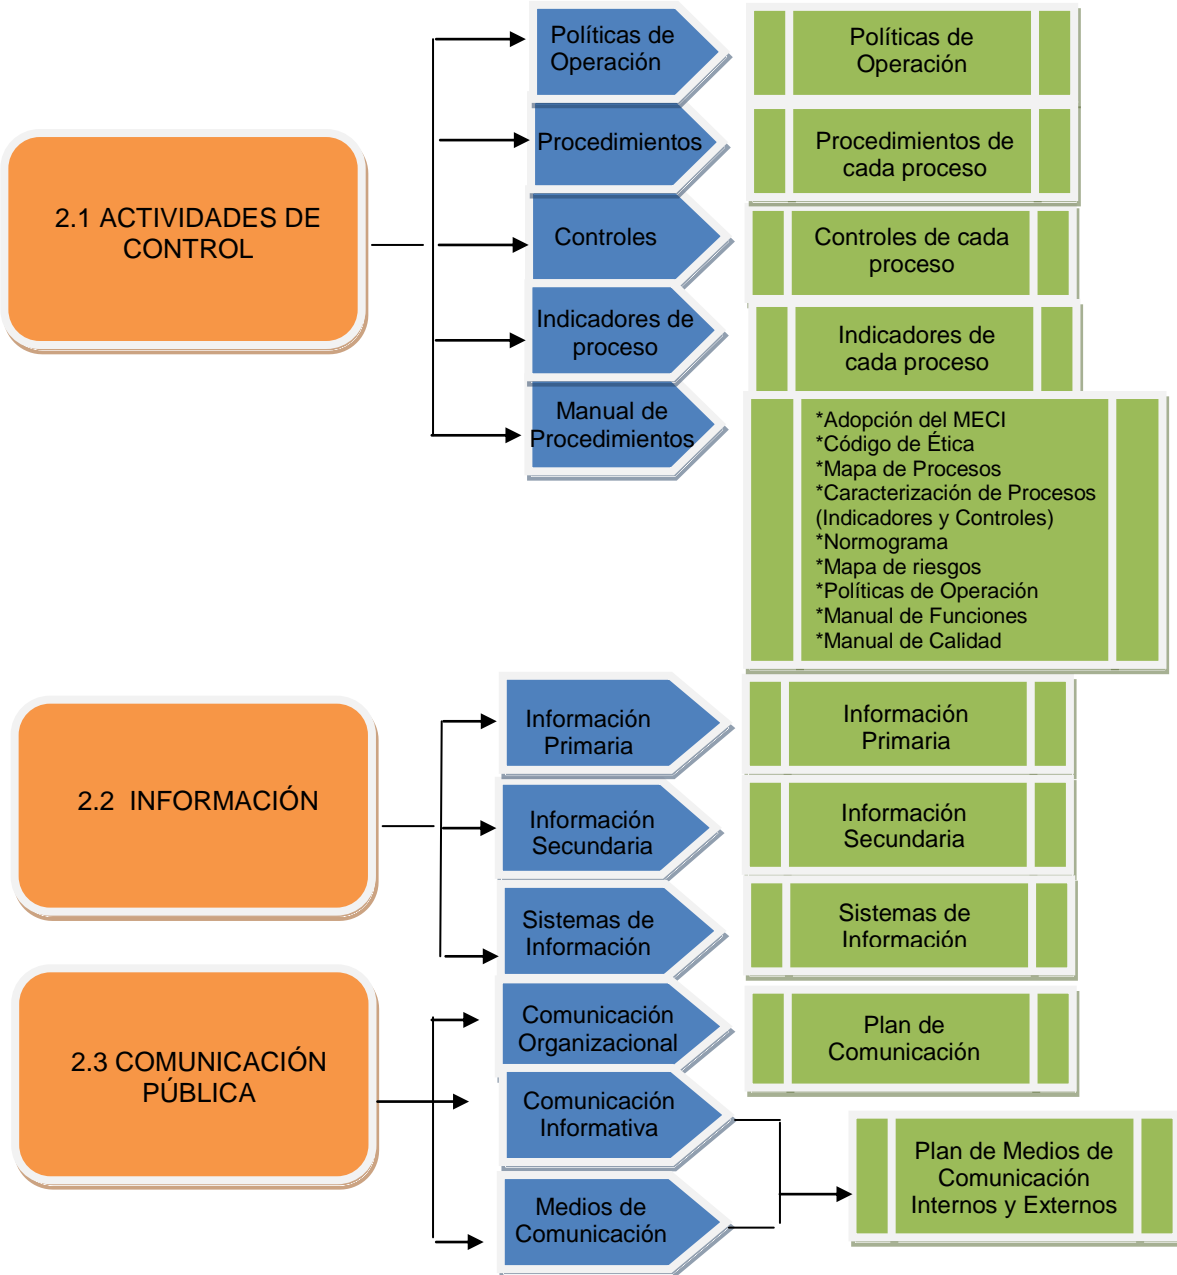 2.1 ACTIVIDADES DE
CONTROL
Políticas de
Operación
Políticas de
Operación
Procedimientos
Procedimientos de
cada proceso
Controles
Controles de cada
proceso
Indicadores de
proceso
Indicadores de
cada proceso
Manual de
Procedimientos
*Adopción del MECI
*Código de Ética
*Mapa de Procesos
*Caracterización de Procesos
(Indicadores y Controles)
*Normograma
*Mapa de riesgos
*Políticas de Operación
*Manual de Funciones
*Manual de Calidad
2.2  INFORMACIÓN
Información
Primaria
Información
Primaria
Información
Secundaria
Información
Secundaria
Sistemas de
Información
Sistemas de
Información
2.3 COMUNICACIÓN
PÚBLICA
Comunicación
Organizacional
Plan de
Comunicación
Comunicación
Informativa
Medios de
Comunicación
Plan de Medios de
Comunicación
Internos y Externos